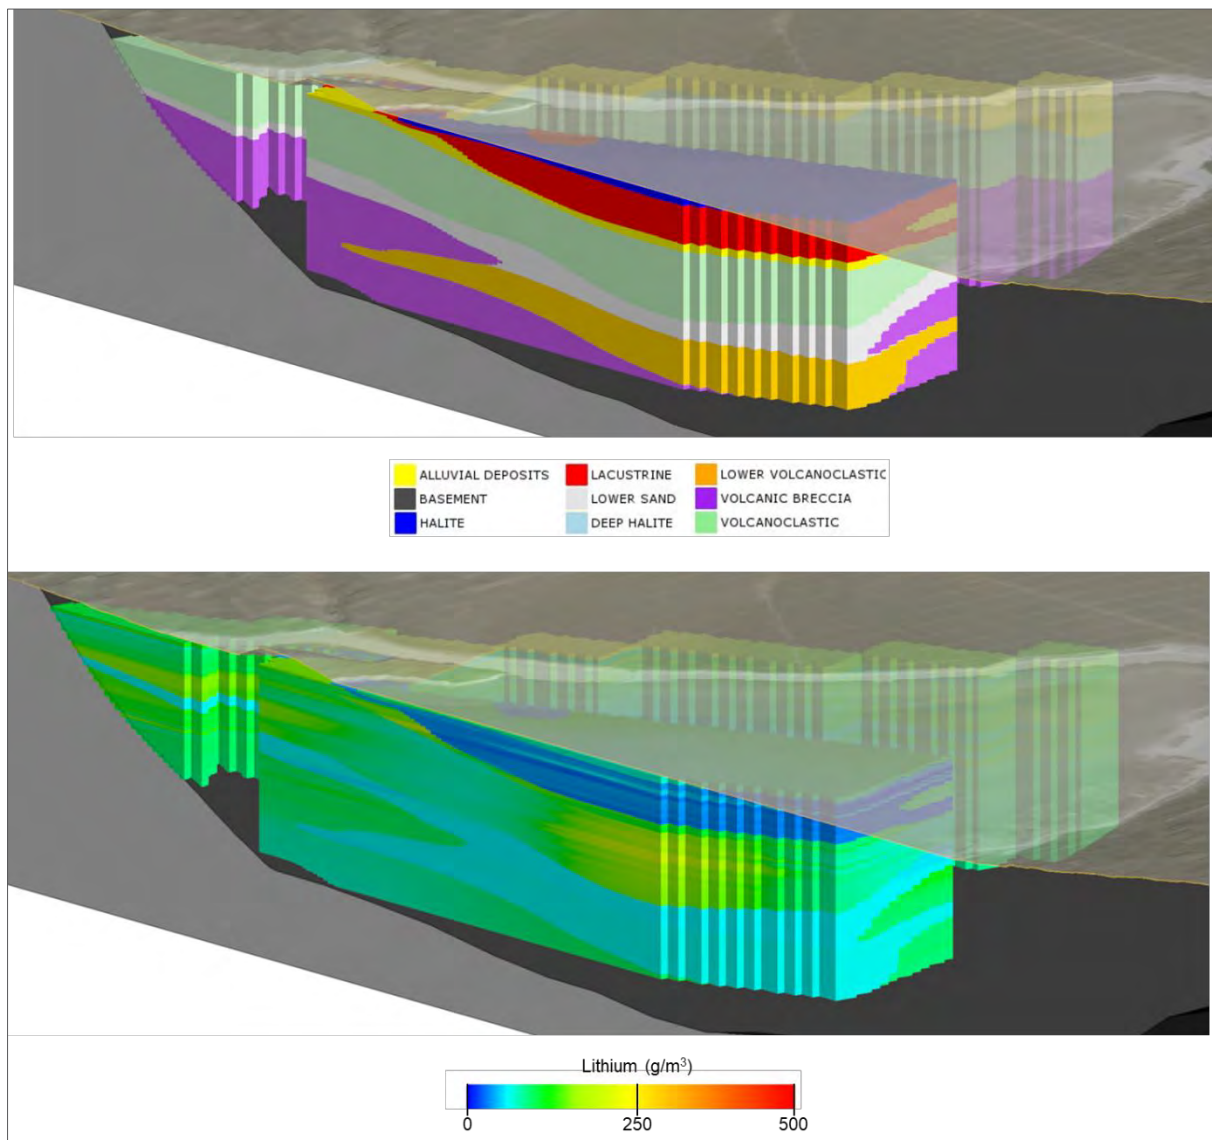 ALLUVIAL DEPOSITS LACUSTRINE LOWER VOLCANOCLASTIC
BASEMENT LOWER SAND VOLCANIC BRECCIA
HALITE DEEP HALITE VOLCANOCLASTIC
Lithium (g/m³)
0 250 500